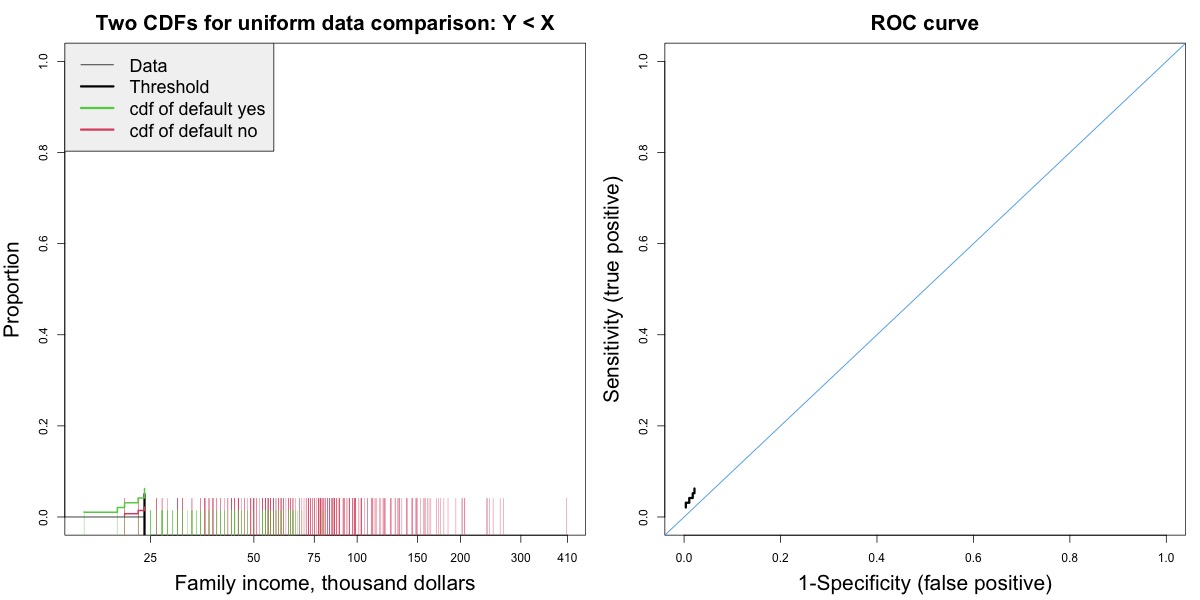 Two CDFs for uniform data comparison: Y < X
Data
Threshold
cdf of default yes
cdf of default no
Proportion
0.0
0.2
0.4
0.6
0.8
1.0
25 50 75 100 150 200 300 410
Family income, thousand dollars
ROC curve
Sensitivity (true positive)
0.0
0.2
0.4
0.6
0.8
1.0
0.0 0.2 0.4 0.6 0.8 1.0
1-Specificity (false positive)